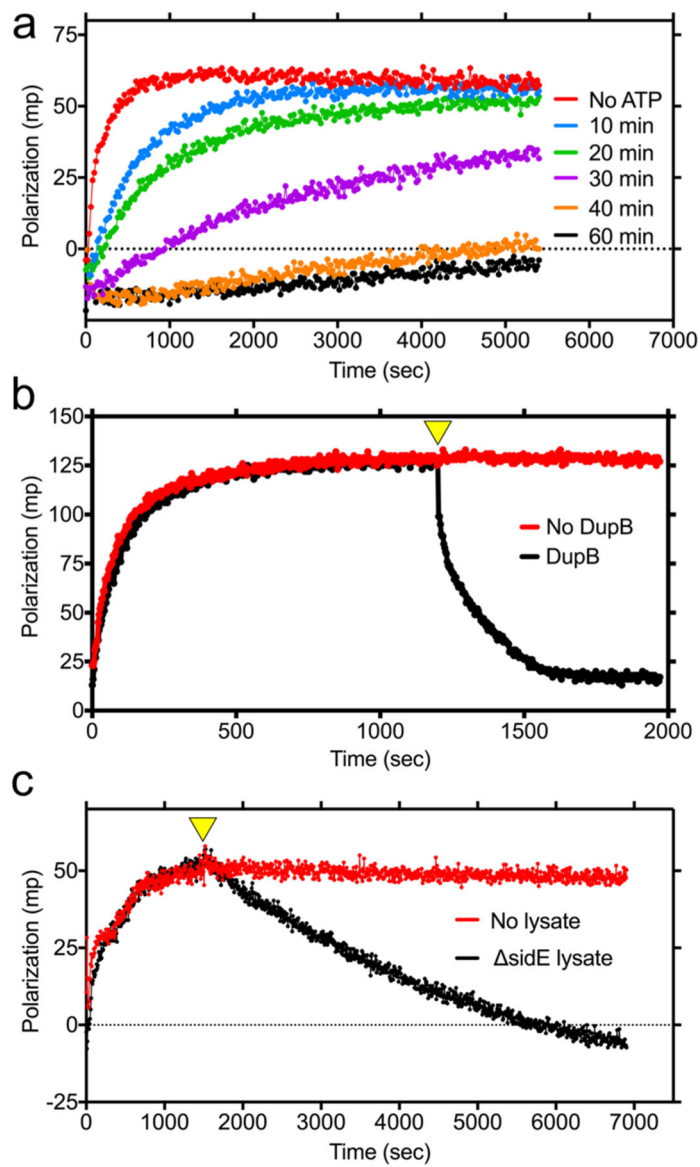 a
75
50
25
0
Polarization (mp)
No ATP
10 min
20 min
30 min
40 min
60 min
0 1000 2000 3000 4000 5000 6000 7000
Time (sec)
b
150
125
100
75
50
25
0
Polarization (mp)
No DupB
DupB
0 500 1000 1500 2000
Time (sec)
c
50
25
0
-25
Polarization (mp)
No lysate
ΔsidE lysate
0 1000 2000 3000 4000 5000 6000 7000
Time (sec)